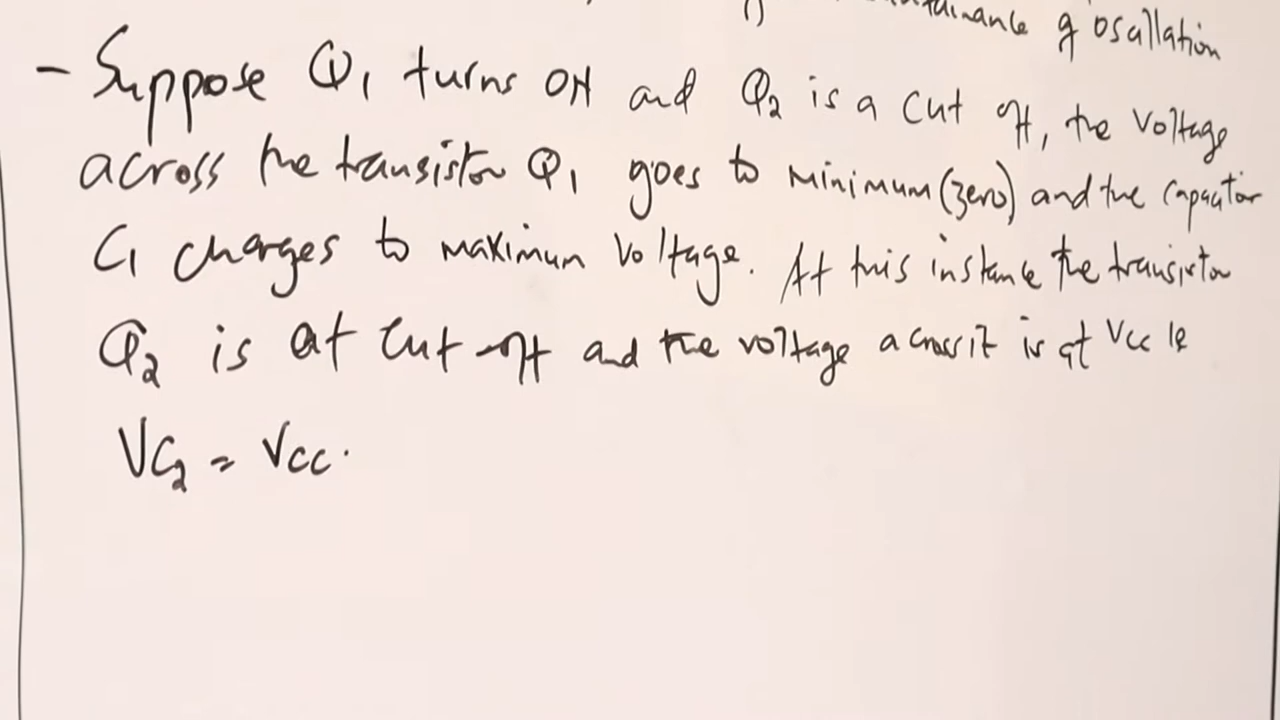 of oscillation
- Suppose Q1 turns ON and Q2 is a cut off, the voltage
across the transistor Q1 goes to minimum (zero) and the capacitor
C1 charges to maximum voltage. At this instance the transistor
Q2 is at cut-off and the voltage across it is at Vcc ie
VC2 = Vcc.